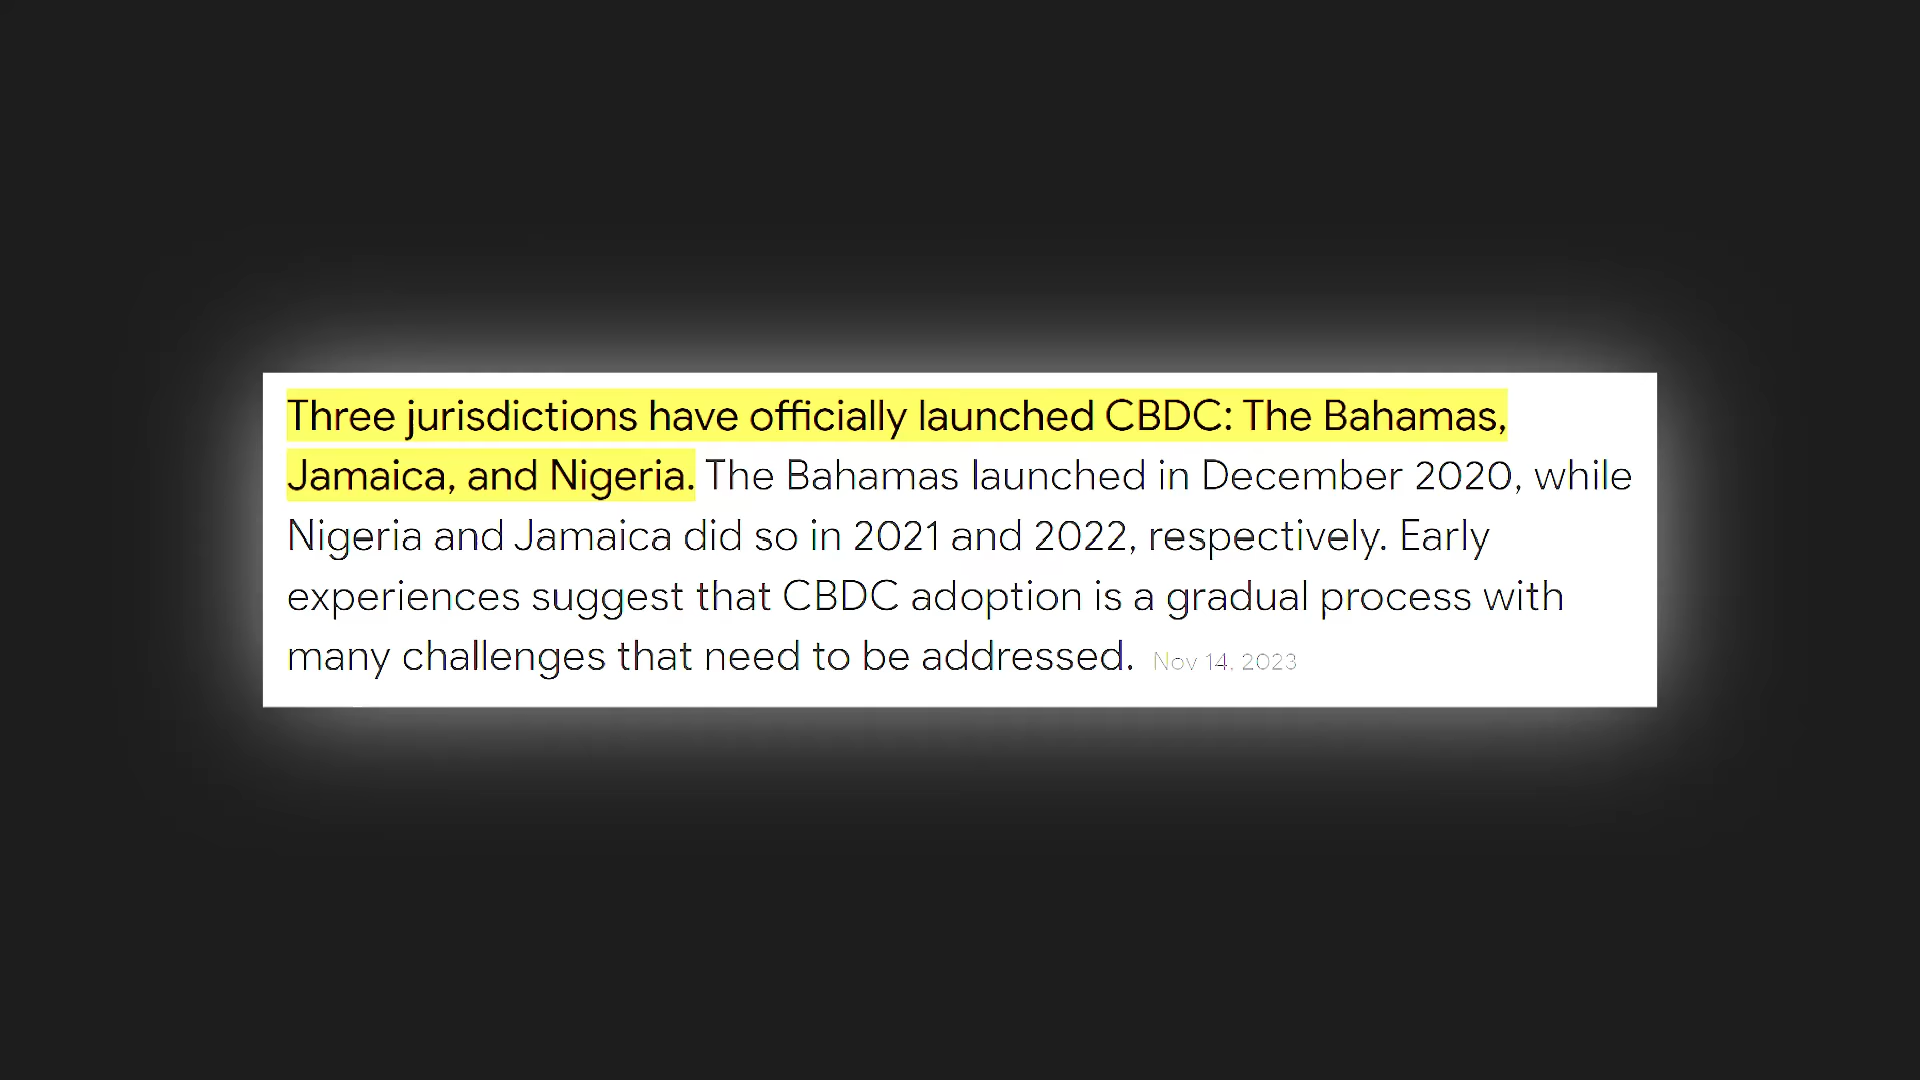 Three jurisdictions have officially launched CBDC: The Bahamas,
Jamaica, and Nigeria. The Bahamas launched in December 2020, while
Nigeria and Jamaica did so in 2021 and 2022, respectively. Early
experiences suggest that CBDC adoption is a gradual process with
many challenges that need to be addressed. Nov 14, 2023